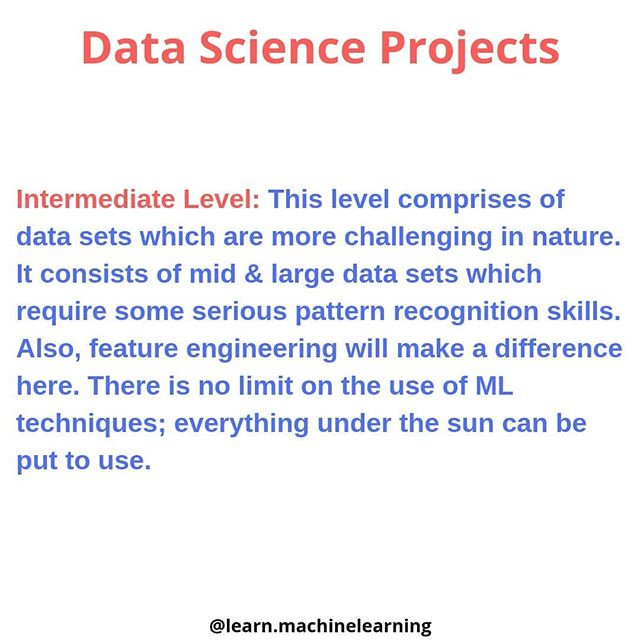 Data Science Projects
Intermediate Level: This level comprises of
data sets which are more challenging in nature.
It consists of mid & large data sets which
require some serious pattern recognition skills.
Also, feature engineering will make a difference
here. There is no limit on the use of ML
techniques; everything under the sun can be
put to use.
@learn.machinelearning